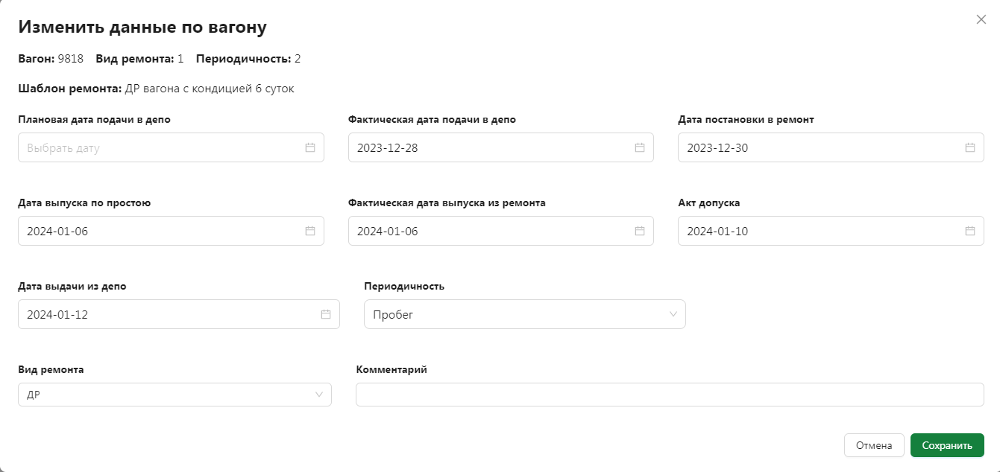 Изменить данные по вагону
Вагон: 9818 Вид ремонта: 1 Периодичность: 2
Шаблон ремонта: ДР вагона с кондицией 6 суток
Плановая дата подачи в депо Фактическая дата подачи в депо Дата постановки в ремонт
Выбрать дату 2023-12-28 2023-12-30
Дата выпуска по простою Фактическая дата выпуска из ремонта Акт допуска
2024-01-06 2024-01-06 2024-01-10
Дата выдачи из депо Периодичность
2024-01-12 Пробег
Вид ремонта Комментарий
ДР
Отмена Сохранить